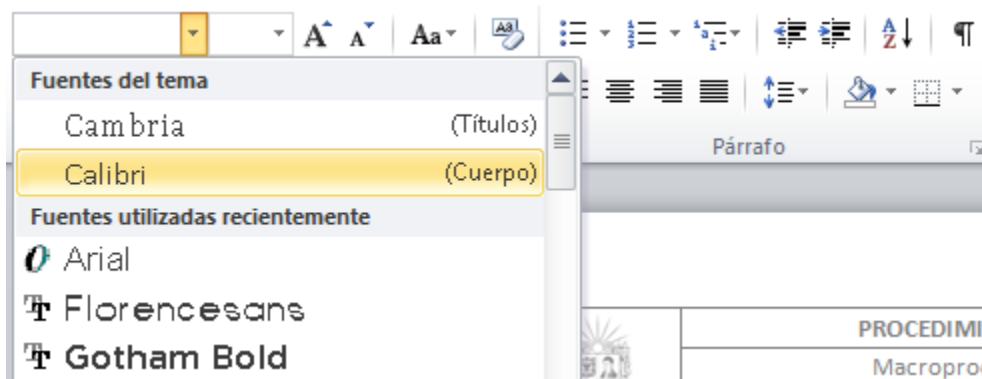 Fuentes del tema
Cambria (Títulos)
Calibri (Cuerpo)
Párrafo
Fuentes utilizadas recientemente
Arial
Florencesans
Gotham Bold
PROCEDIMI
Macroproc